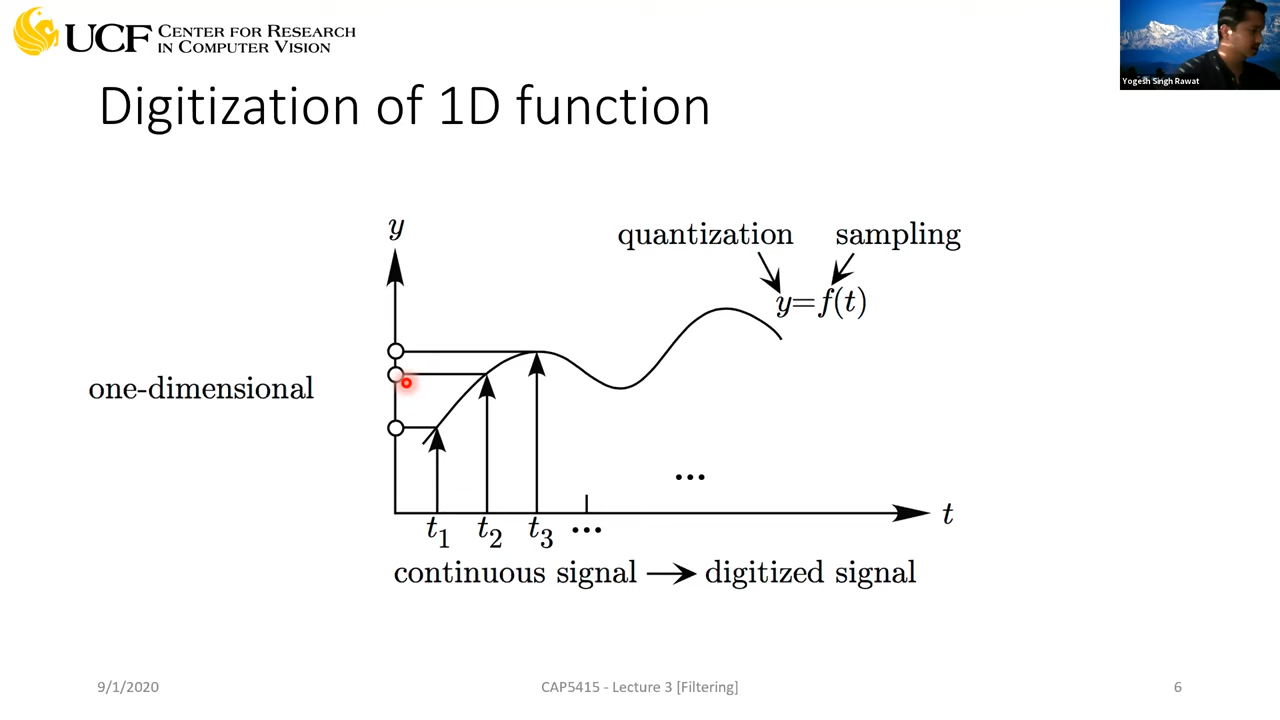 UCF CENTER FOR RESEARCH
IN COMPUTER VISION
Yogesh Singh Rawat
Digitization of 1D function
y
quantization sampling
y=f(t)
one-dimensional
...
t
t1 t2 t3 ...
continuous signal → digitized signal
9/1/2020 CAP5415 - Lecture 3 [Filtering] 6